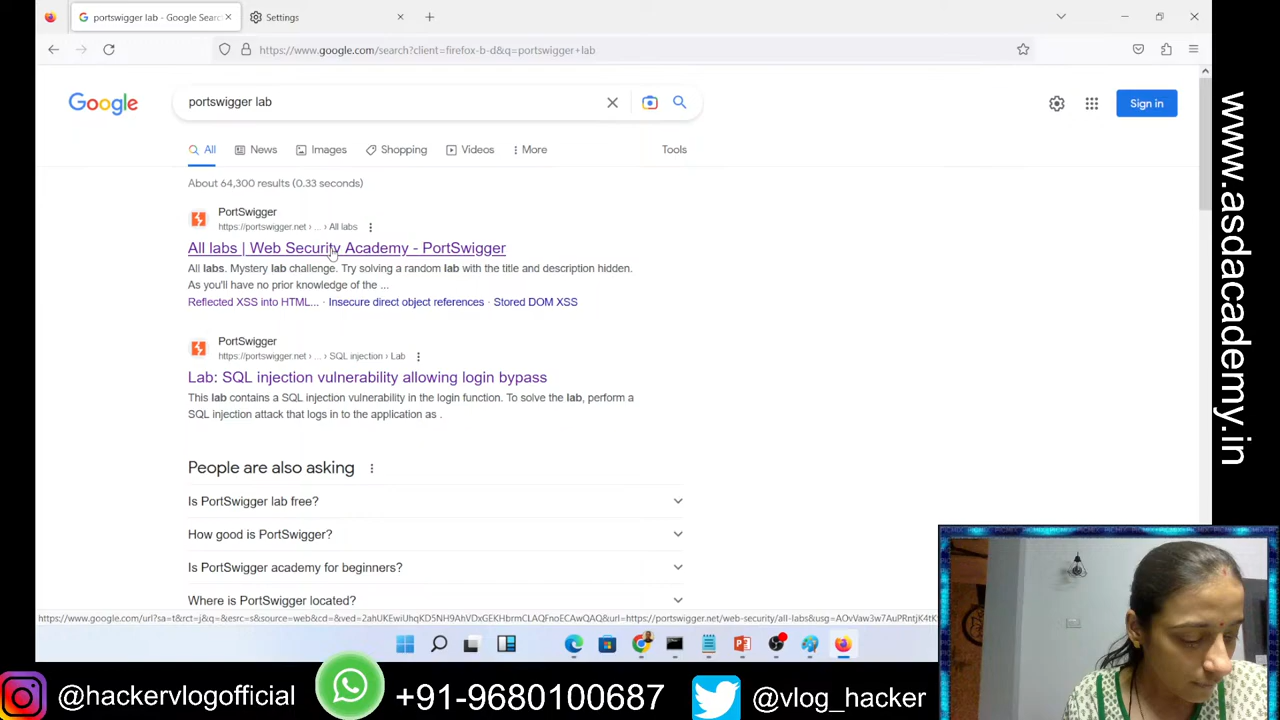 portswigger lab - Google Searc
Settings
https://www.google.com/search?client=firefox-b-d&q=portswigger+lab
Google
portswigger lab
Sign in
All
News
Images
Shopping
Videos
More
Tools
About 64,300 results (0.33 seconds)
PortSwigger
https://portswigger.net › ... › All labs
All labs | Web Security Academy - PortSwigger
All labs. Mystery lab challenge. Try solving a random lab with the title and description hidden.
As you'll have no prior knowledge of the ...
Reflected XSS into HTML... · Insecure direct object references · Stored DOM XSS
PortSwigger
https://portswigger.net › ... › SQL injection › Lab
Lab: SQL injection vulnerability allowing login bypass
This lab contains a SQL injection vulnerability in the login function. To solve the lab, perform a
SQL injection attack that logs in to the application as .
People are also asking
Is PortSwigger lab free?
How good is PortSwigger?
Is PortSwigger academy for beginners?
Where is PortSwigger located?
@hackervlogofficial
+91-9680100687
@vlog_hacker
www.asdacademy.in